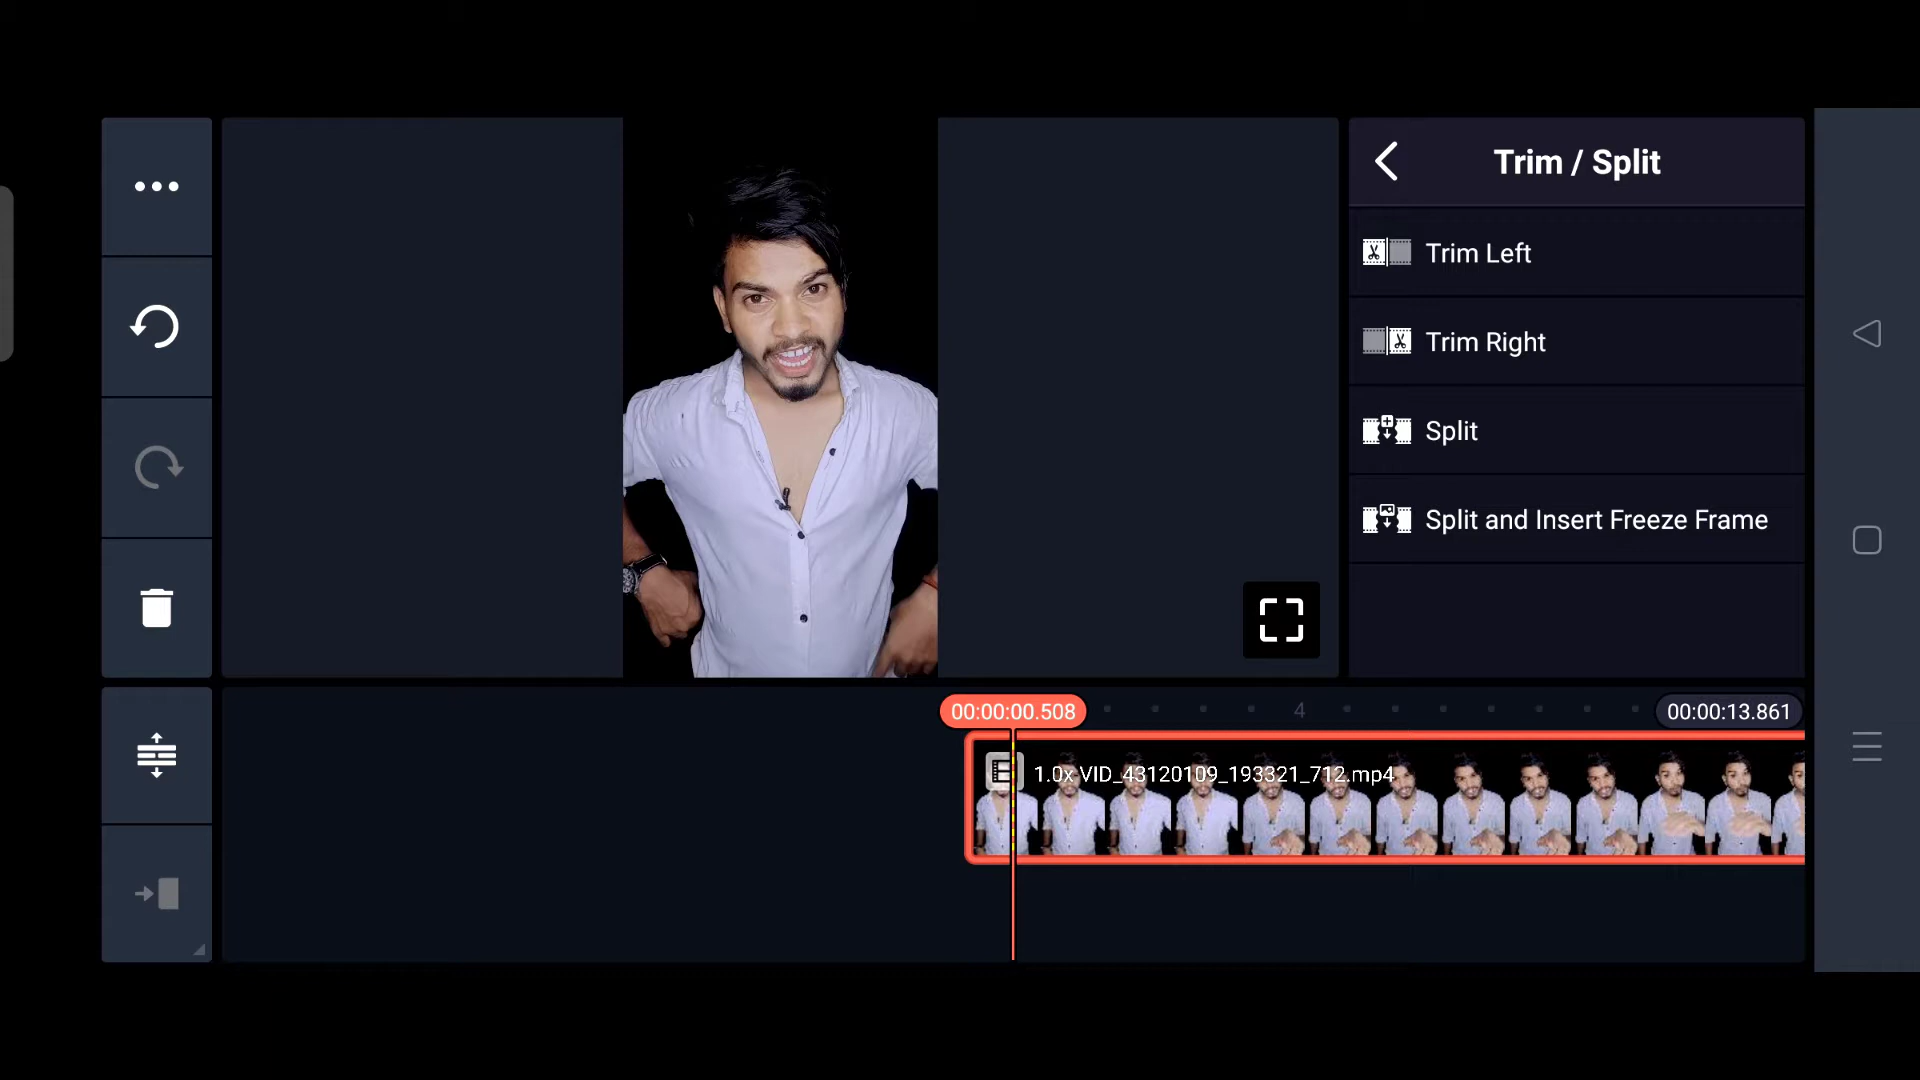 Trim / Split
Trim Left
Trim Right
Split
Split and Insert Freeze Frame
00:00:00.508
4
00:00:13.861
1.0x VID_43120109_193321_712.mp4